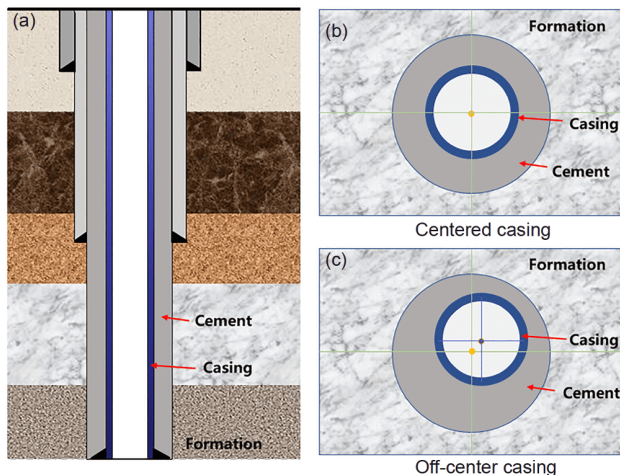 (a)
Cement
Casing
Formation
(b)
Formation
Casing
Cement
Centered casing
(c)
Formation
Casing
Cement
Off-center casing